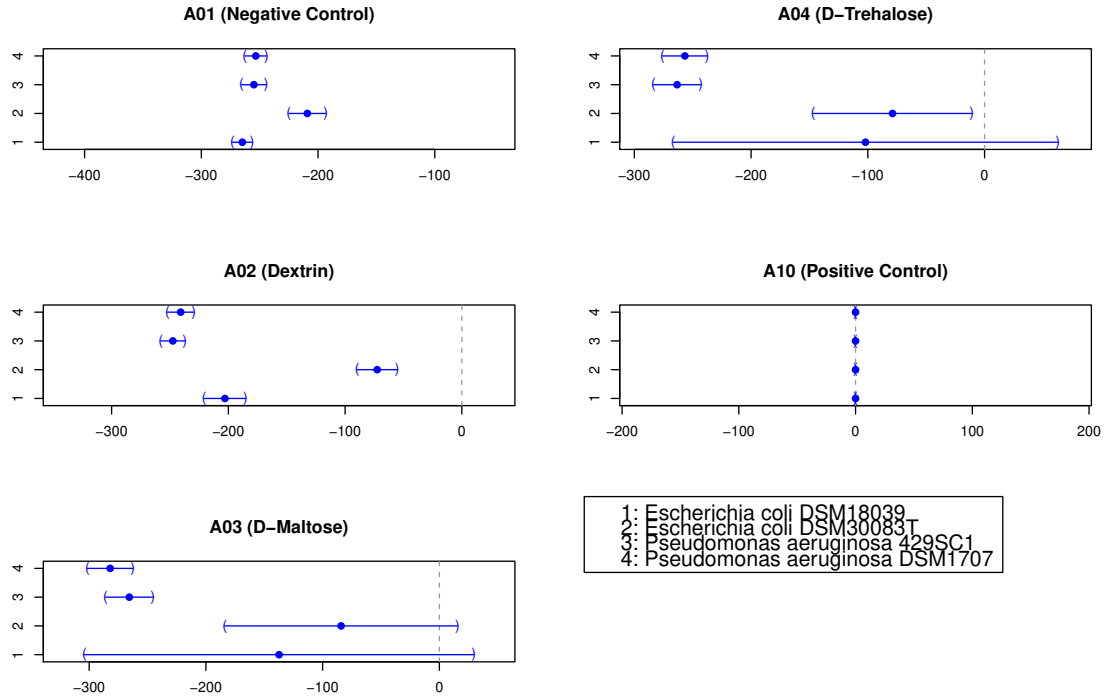 A01 (Negative Control)
4
3
2
1
−400 −300 −200 −100
A04 (D−Trehalose)
4
3
2
1
−300 −200 −100 0
A02 (Dextrin)
4
3
2
1
−300 −200 −100 0
A10 (Positive Control)
4
3
2
1
−200 −100 0 100 200
A03 (D−Maltose)
4
3
2
1
−300 −200 −100 0
1: Escherichia coli DSM18039
2: Escherichia coli DSM30083T
3: Pseudomonas aeruginosa 429SC1
4: Pseudomonas aeruginosa DSM1707